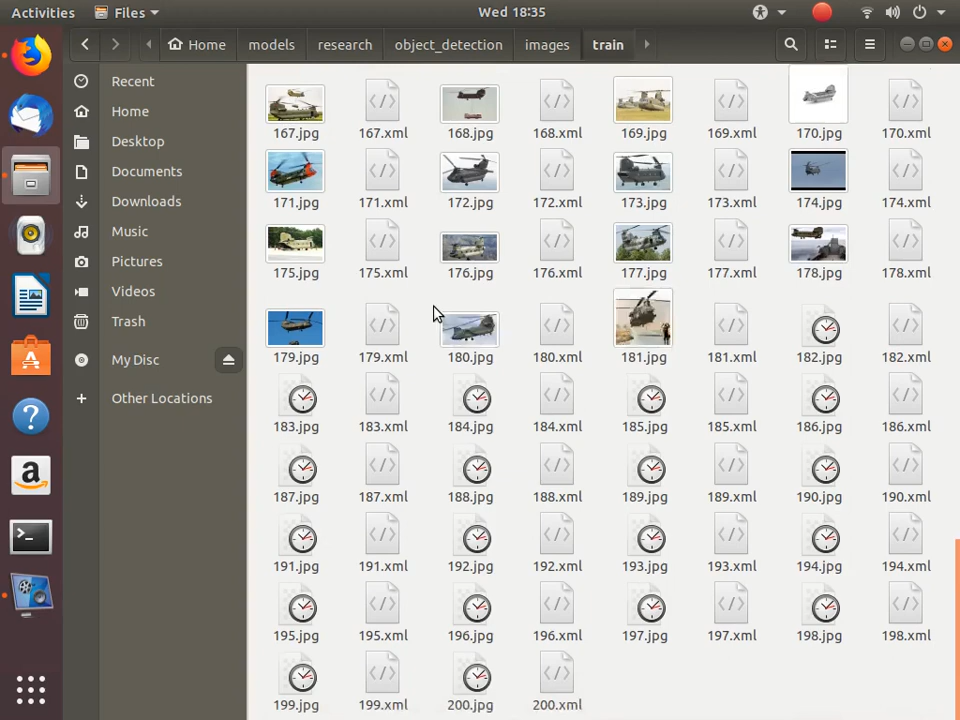 Activities Files Wed 18:35
Home models research object_detection images train
Recent
Home
Desktop
Documents
Downloads
Music
Pictures
Videos
Trash
My Disc
Other Locations
167.jpg 167.xml 168.jpg 168.xml 169.jpg 169.xml 170.jpg 170.xml
171.jpg 171.xml 172.jpg 172.xml 173.jpg 173.xml 174.jpg 174.xml
175.jpg 175.xml 176.jpg 176.xml 177.jpg 177.xml 178.jpg 178.xml
179.jpg 179.xml 180.jpg 180.xml 181.jpg 181.xml 182.jpg 182.xml
183.jpg 183.xml 184.jpg 184.xml 185.jpg 185.xml 186.jpg 186.xml
187.jpg 187.xml 188.jpg 188.xml 189.jpg 189.xml 190.jpg 190.xml
191.jpg 191.xml 192.jpg 192.xml 193.jpg 193.xml 194.jpg 194.xml
195.jpg 195.xml 196.jpg 196.xml 197.jpg 197.xml 198.jpg 198.xml
199.jpg 199.xml 200.jpg 200.xml